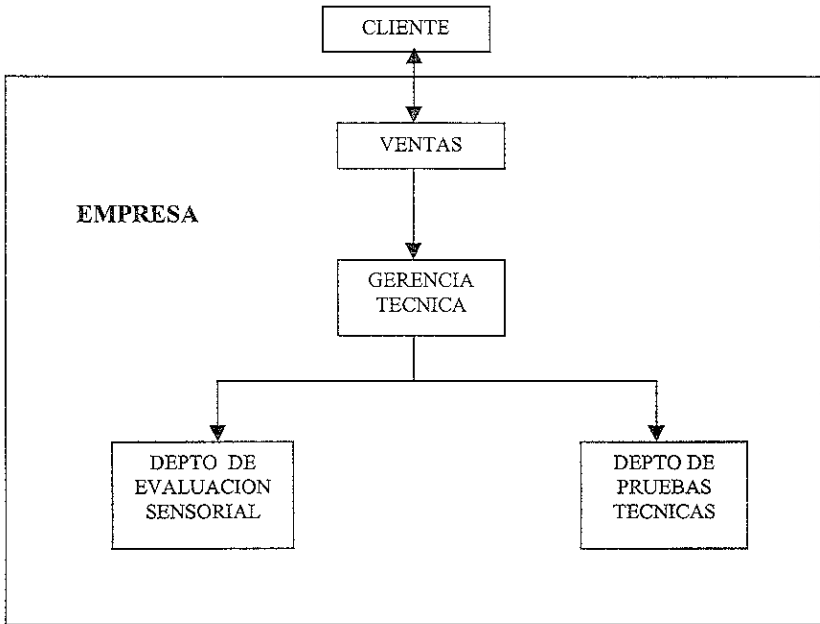 CLIENTE
VENTAS
EMPRESA
GERENCIA
TECNICA
DEPTO DE
EVALUACION
SENSORIAL
DEPTO DE
PRUEBAS
TECNICAS